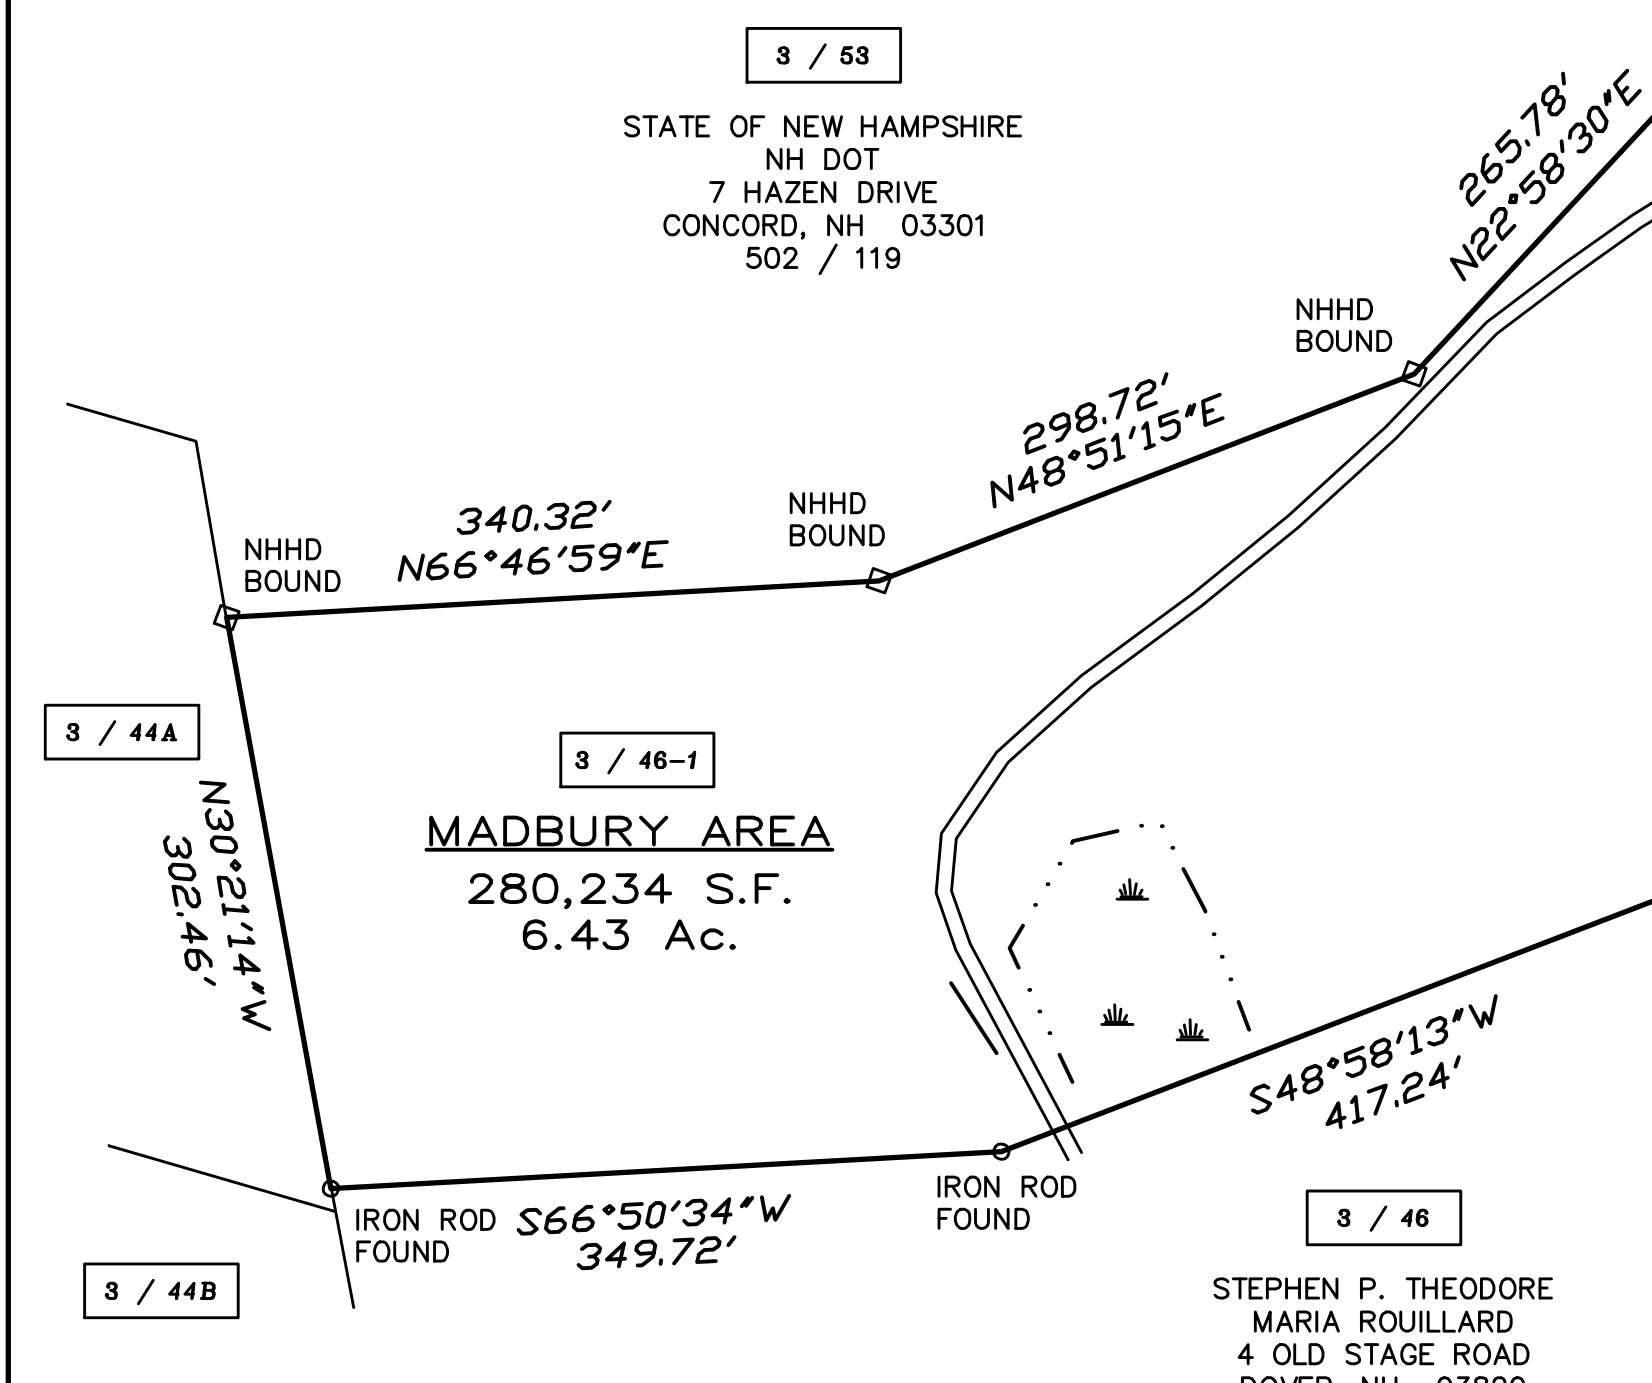 3 / 53
STATE OF NEW HAMPSHIRE
NH DOT
7 HAZEN DRIVE
CONCORD, NH 03301
502 / 119
265.78'
N22°58'30"E
NHHD
BOUND
298.72'
N48°51'15"E
NHHD
BOUND
340.32'
N66°46'59"E
NHHD
BOUND
3 / 44A
N30°21'14"W
302.46'
3 / 46-1
MADBURY AREA
280,234 S.F.
6.43 Ac.
S48°58'13"W
417.24'
IRON ROD
FOUND
IRON ROD
FOUND
S66°50'34"W
349.72'
3 / 44B
3 / 46
STEPHEN P. THEODORE
MARIA ROUILLARD
4 OLD STAGE ROAD
DOVER, NH